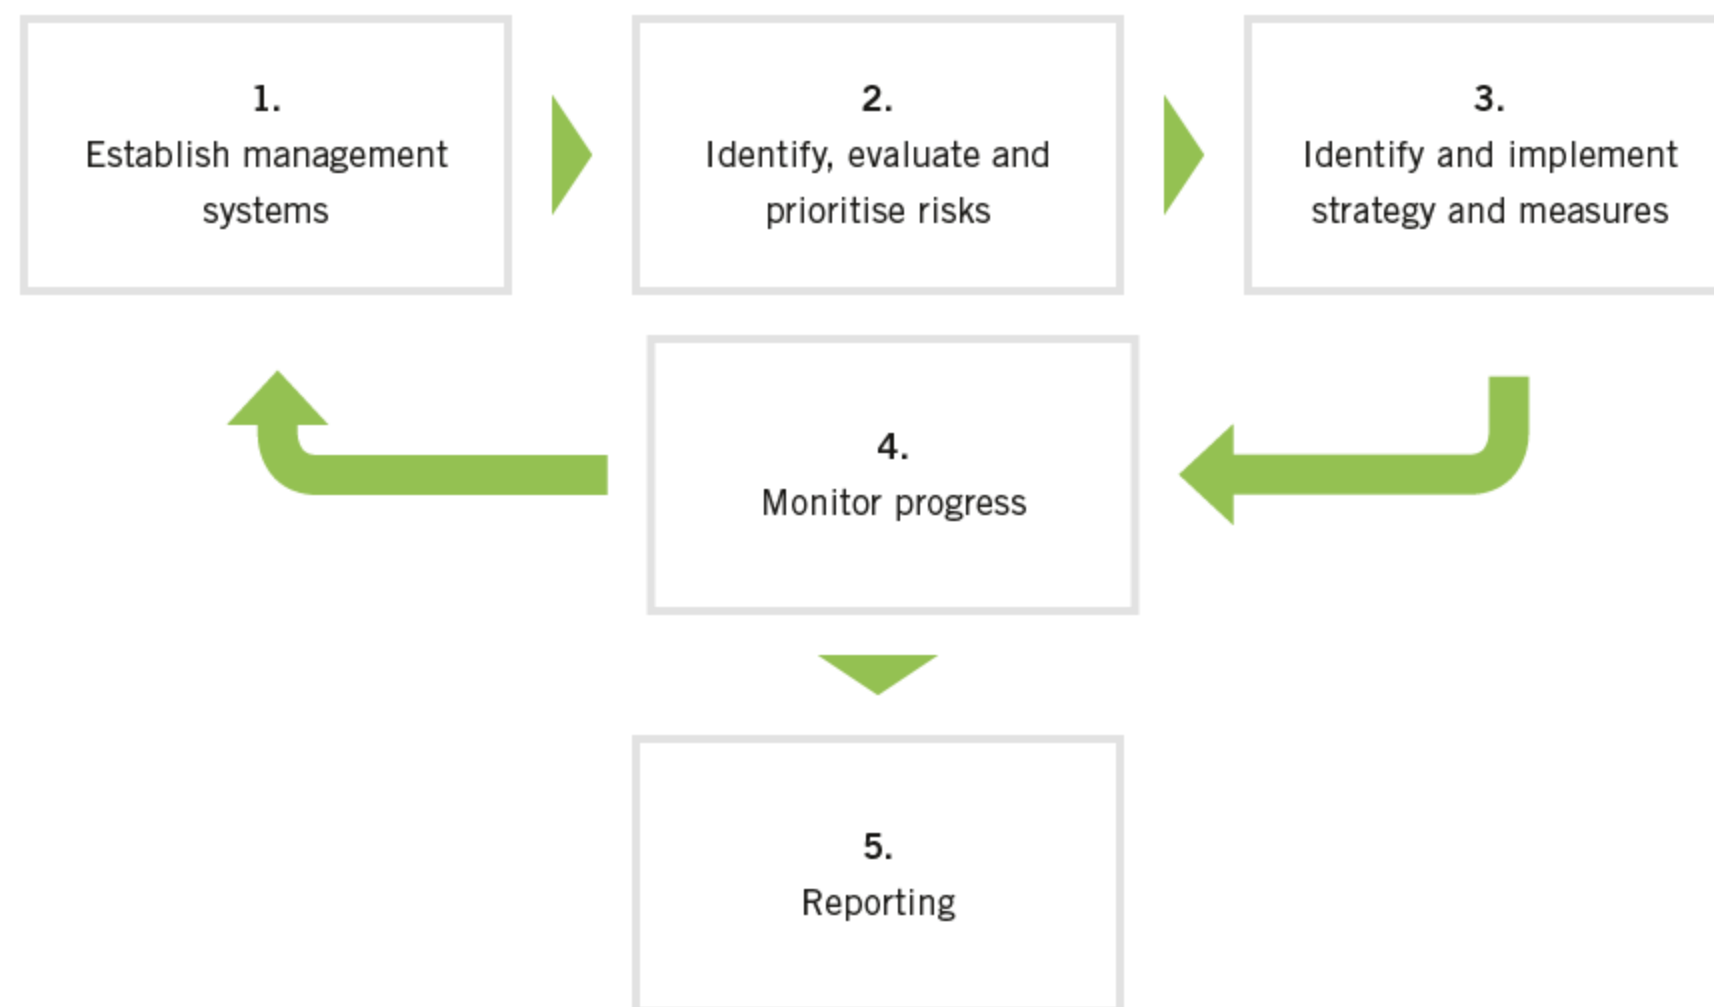 1.
Establish management
systems
2.
Identify, evaluate and
prioritise risks
3.
Identify and implement
strategy and measures
4.
Monitor progress
5.
Reporting